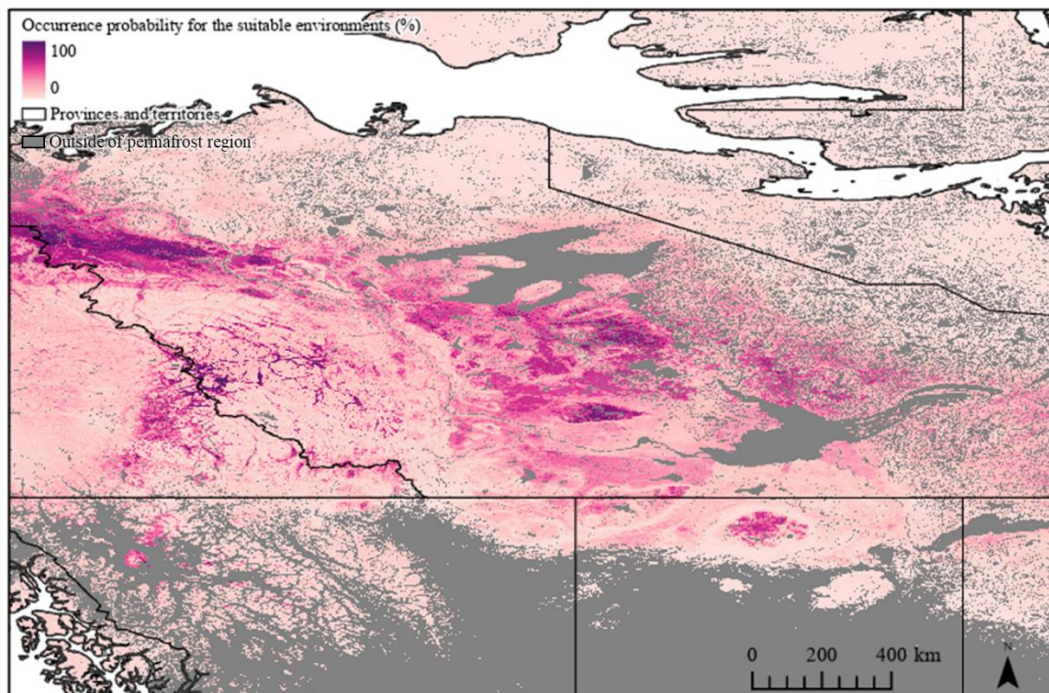 Occurrence probability for the suitable environments (%)
100
0
Provinces and territories
Outside of permafrost region
0 200 400 km
N